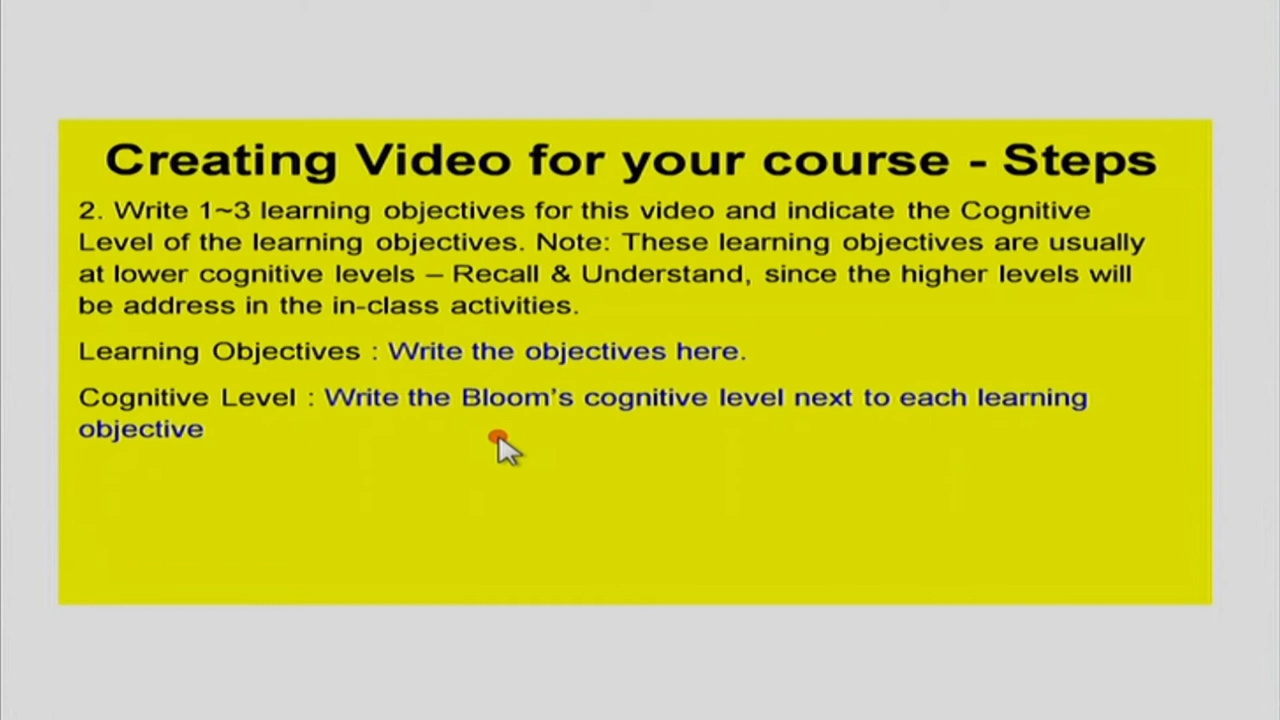 Creating Video for your course - Steps
2. Write 1~3 learning objectives for this video and indicate the Cognitive
Level of the learning objectives. Note: These learning objectives are usually
at lower cognitive levels – Recall & Understand, since the higher levels will
be address in the in-class activities.
Learning Objectives : Write the objectives here.
Cognitive Level : Write the Bloom’s cognitive level next to each learning
objective